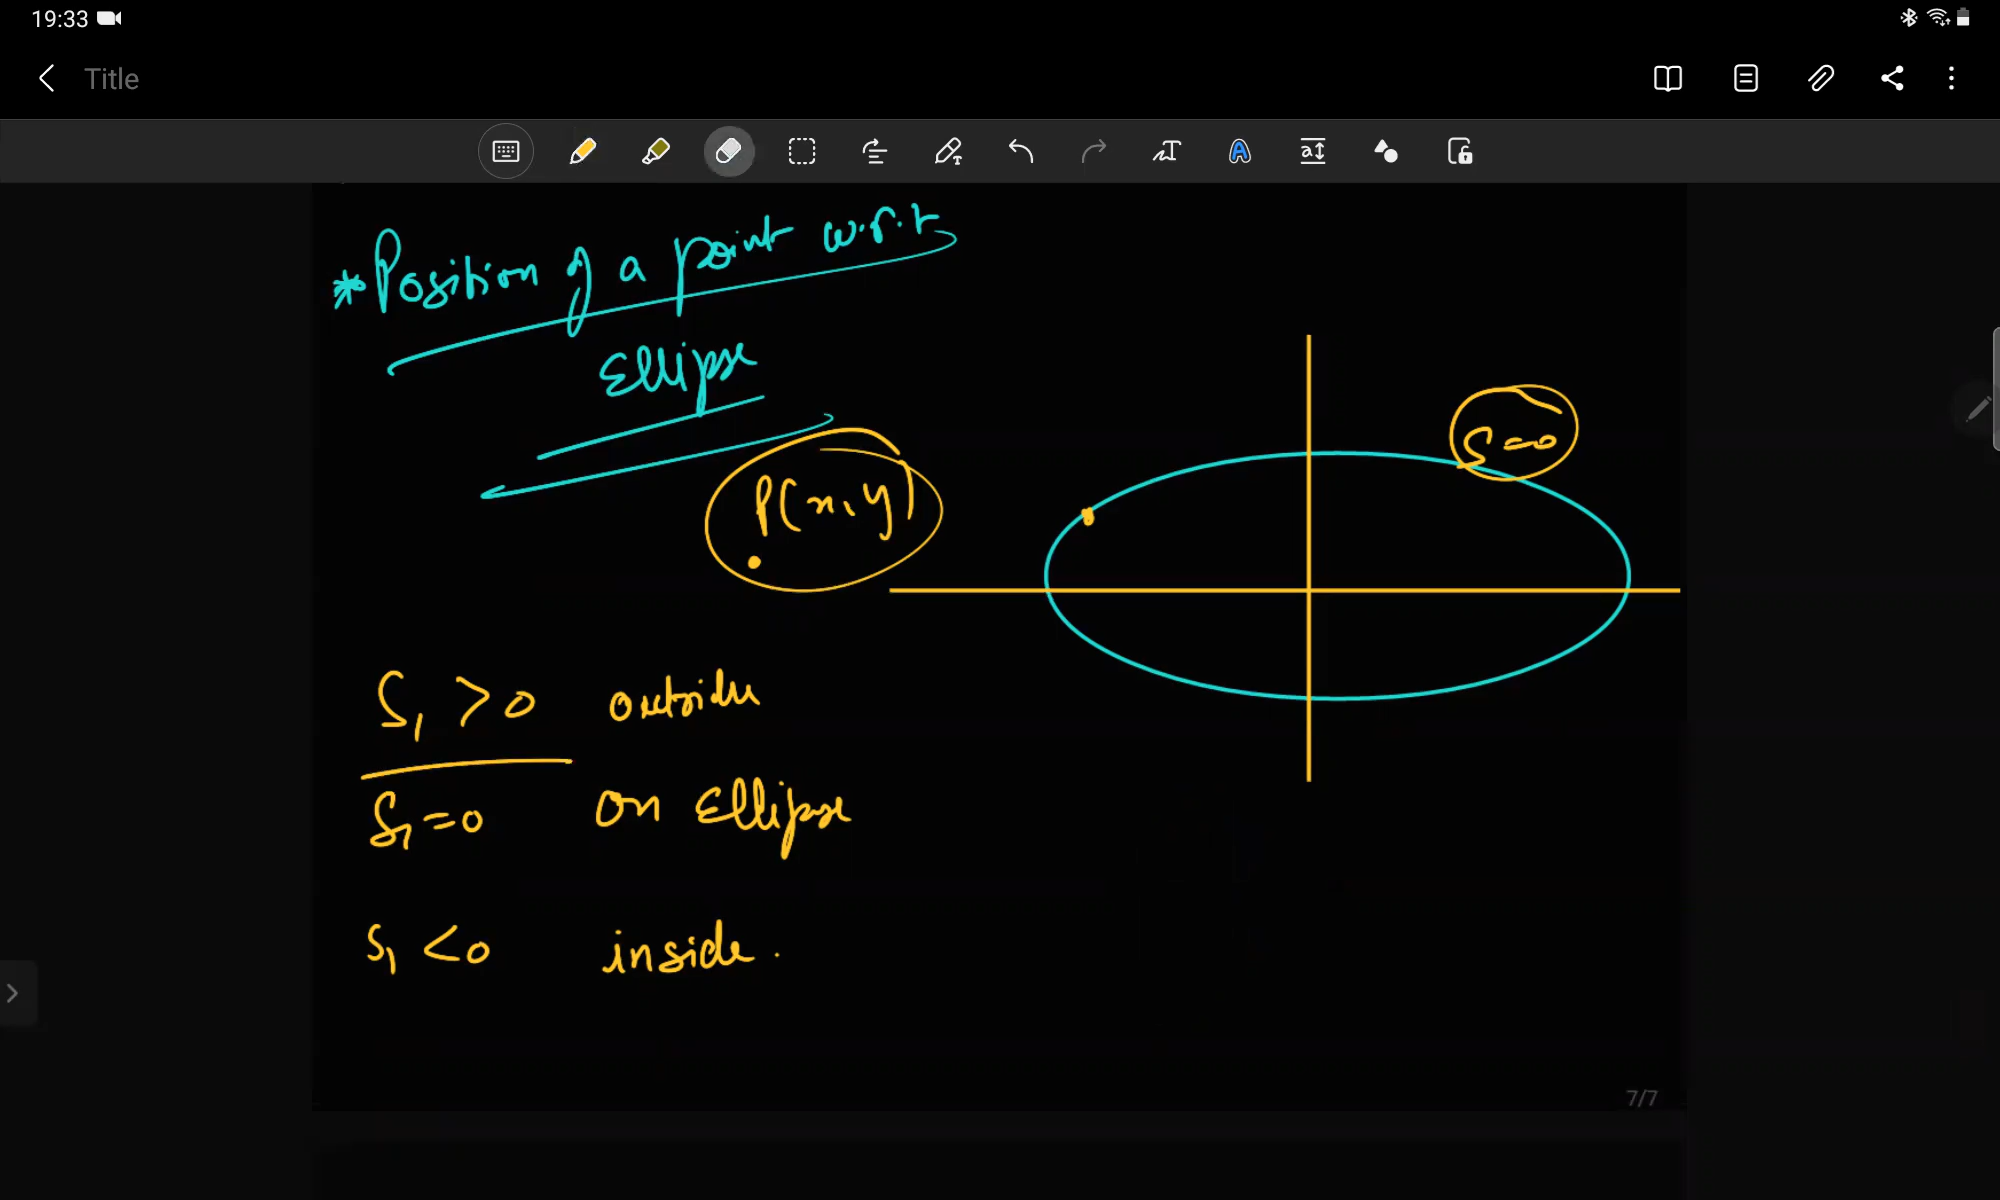 19:33
Title
*Position of a point w.r.t
Ellipse
P(x,y)
S=0
S₁ >0 outside
S₁=0 on Ellipse
S₁ <0 inside.
7/7